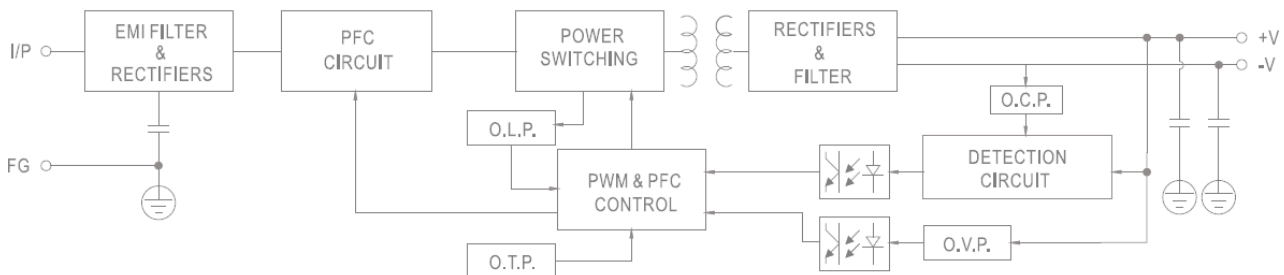 I/P
EMI FILTER
&
RECTIFIERS
PFC
CIRCUIT
POWER
SWITCHING
RECTIFIERS
&
FILTER
+V
-V
O.C.P.
O.L.P.
FG
PWM & PFC
CONTROL
DETECTION
CIRCUIT
O.V.P.
O.T.P.